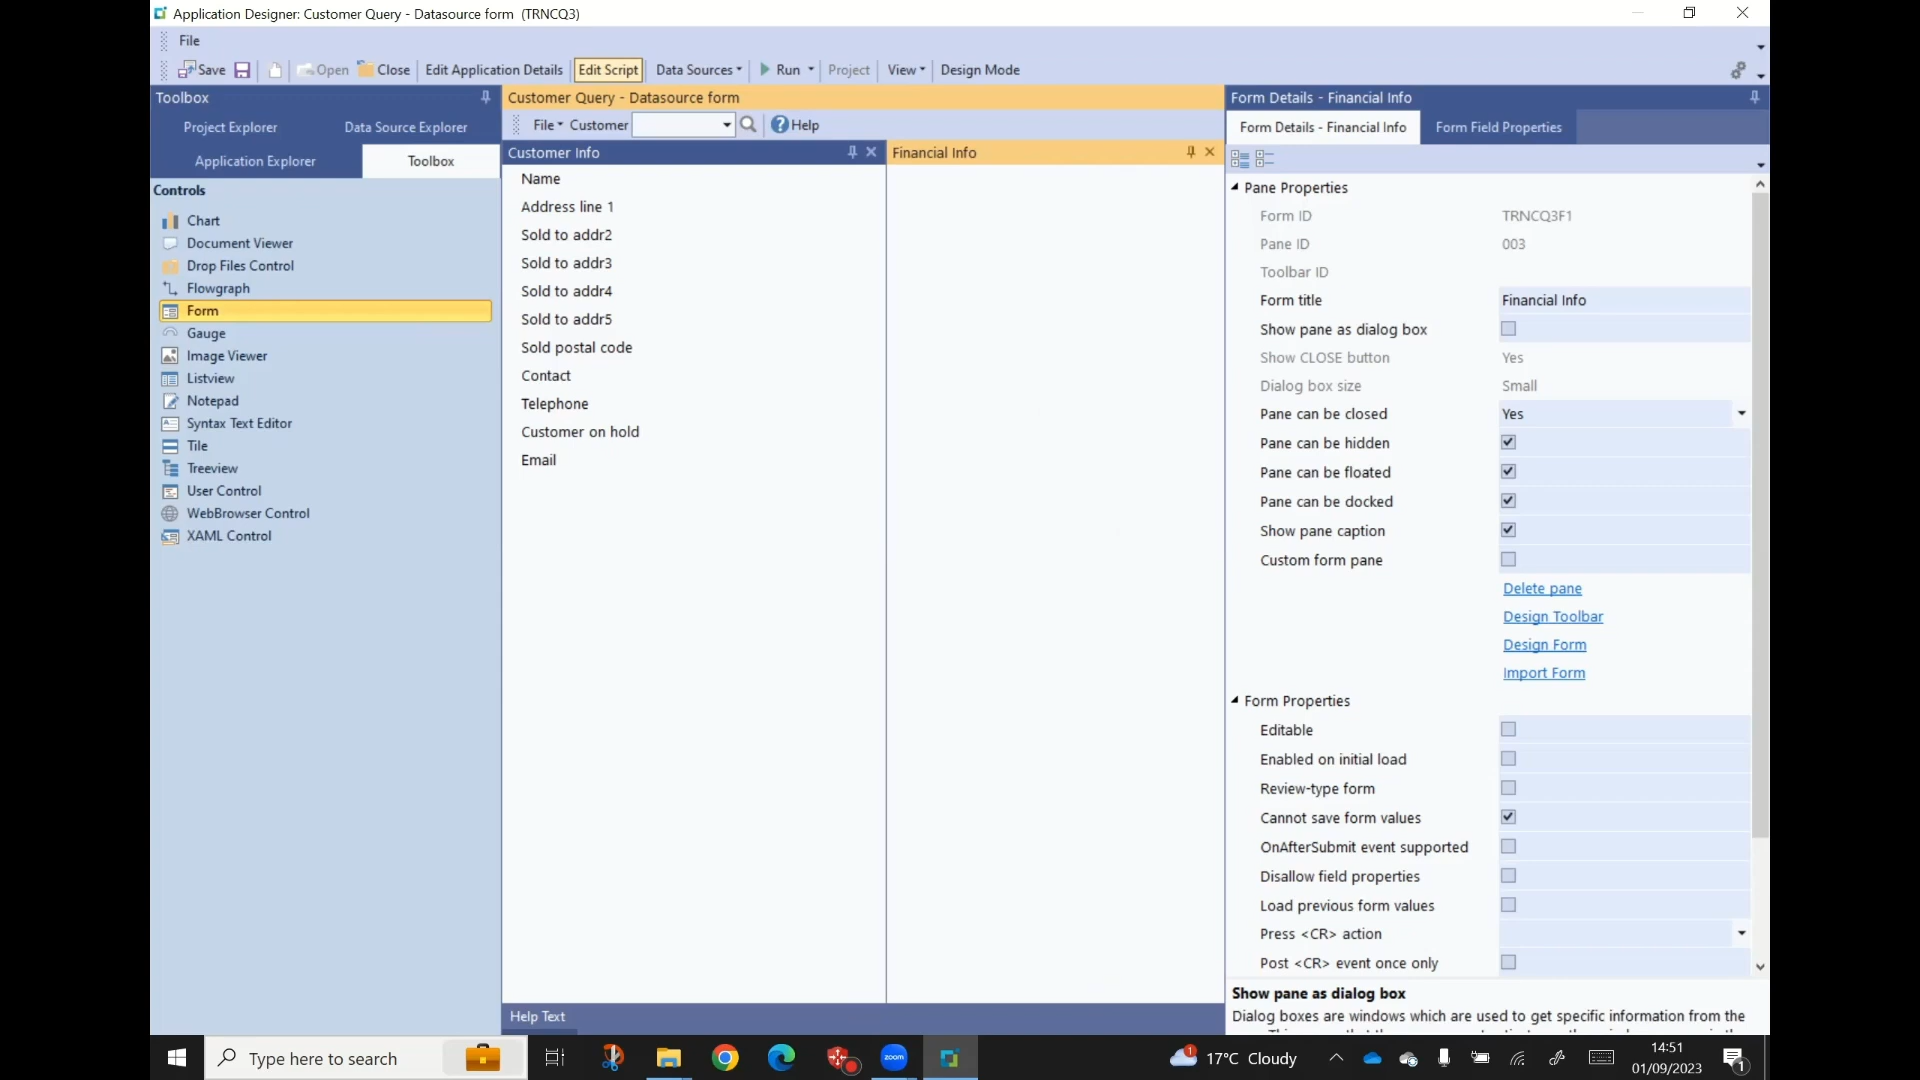 Application Designer: Customer Query - Datasource form (TRNCQ3)
File
Save Open Close Edit Application Details Edit Script Data Sources Run Project View Design Mode
Toolbox
Project Explorer Data Source Explorer
Application Explorer Toolbox
Controls
Chart
Document Viewer
Drop Files Control
Flowgraph
Form
Gauge
Image Viewer
Listview
Notepad
Syntax Text Editor
Tile
Treeview
User Control
WebBrowser Control
XAML Control
Customer Query - Datasource form
File Customer Help
Customer Info
Name
Address line 1
Sold to addr2
Sold to addr3
Sold to addr4
Sold to addr5
Sold postal code
Contact
Telephone
Customer on hold
Email
Financial Info
Help Text
Form Details - Financial Info
Form Details - Financial Info Form Field Properties
Pane Properties
Form ID TRNCQ3F1
Pane ID 003
Toolbar ID
Form title Financial Info
Show pane as dialog box
Show CLOSE button Yes
Dialog box size Small
Pane can be closed Yes
Pane can be hidden
Pane can be floated
Pane can be docked
Show pane caption
Custom form pane
Delete pane
Design Toolbar
Design Form
Import Form
Form Properties
Editable
Enabled on initial load
Review-type form
Cannot save form values
OnAfterSubmit event supported
Disallow field properties
Load previous form values
Press <CR> action
Post <CR> event once only
Show pane as dialog box
Dialog boxes are windows which are used to get specific information from the
Type here to search
zoom
1
17°C Cloudy
14:51
01/09/2023
1